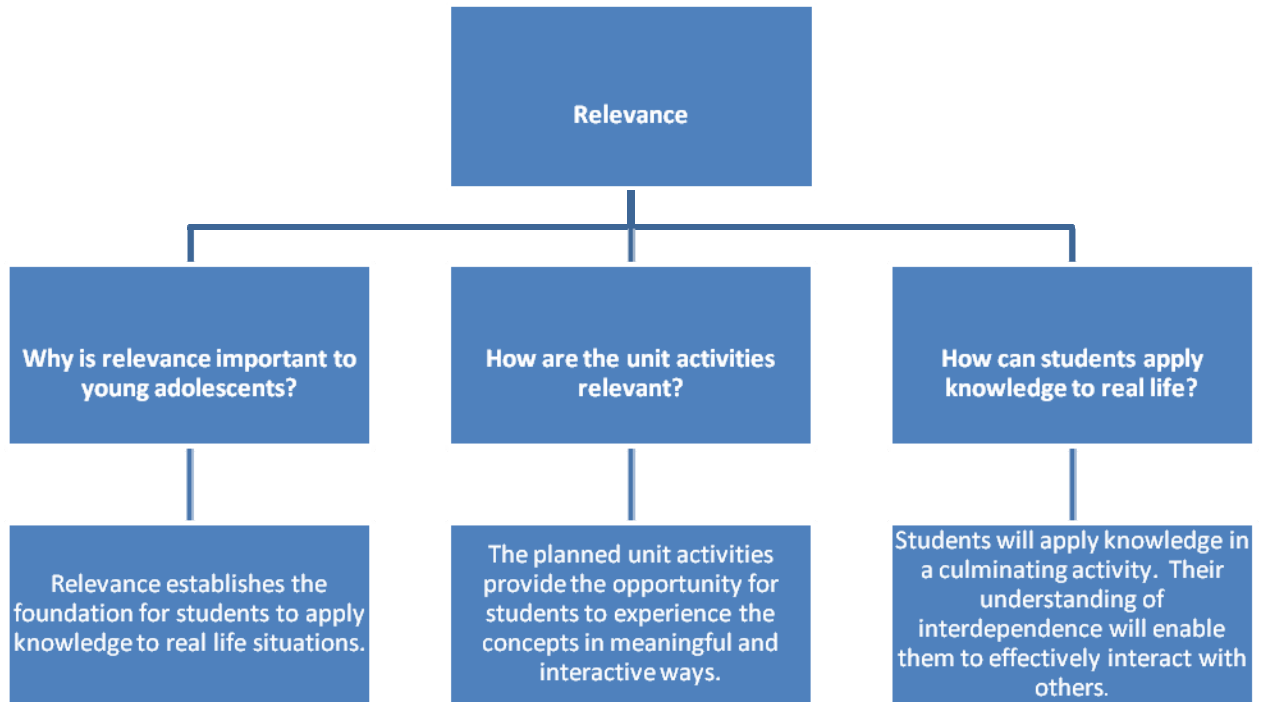 Relevance
Why is relevance important to
young adolescents?
How are the unit activities
relevant?
How can students apply
knowledge to real life?
Relevance establishes the
foundation for students to apply
knowledge to real life situations.
The planned unit activities
provide the opportunity for
students to experience the
concepts in meaningful and
interactive ways.
Students will apply knowledge in
a culminating activity.  Their
understanding of
interdependence will enable
them to effectively interact with
others.